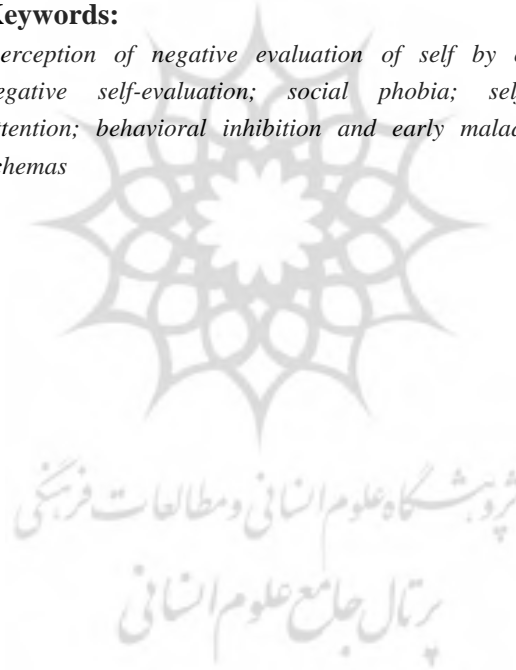 Keywords:
erception of negative evaluation of self by
egative self-evaluation; social phobia; sel
ttention; behavioral inhibition and early malad
chemas
پژوهشگاه علوم انسانی و مطالعات فرهنگی
پرتال جامع علوم انسانی